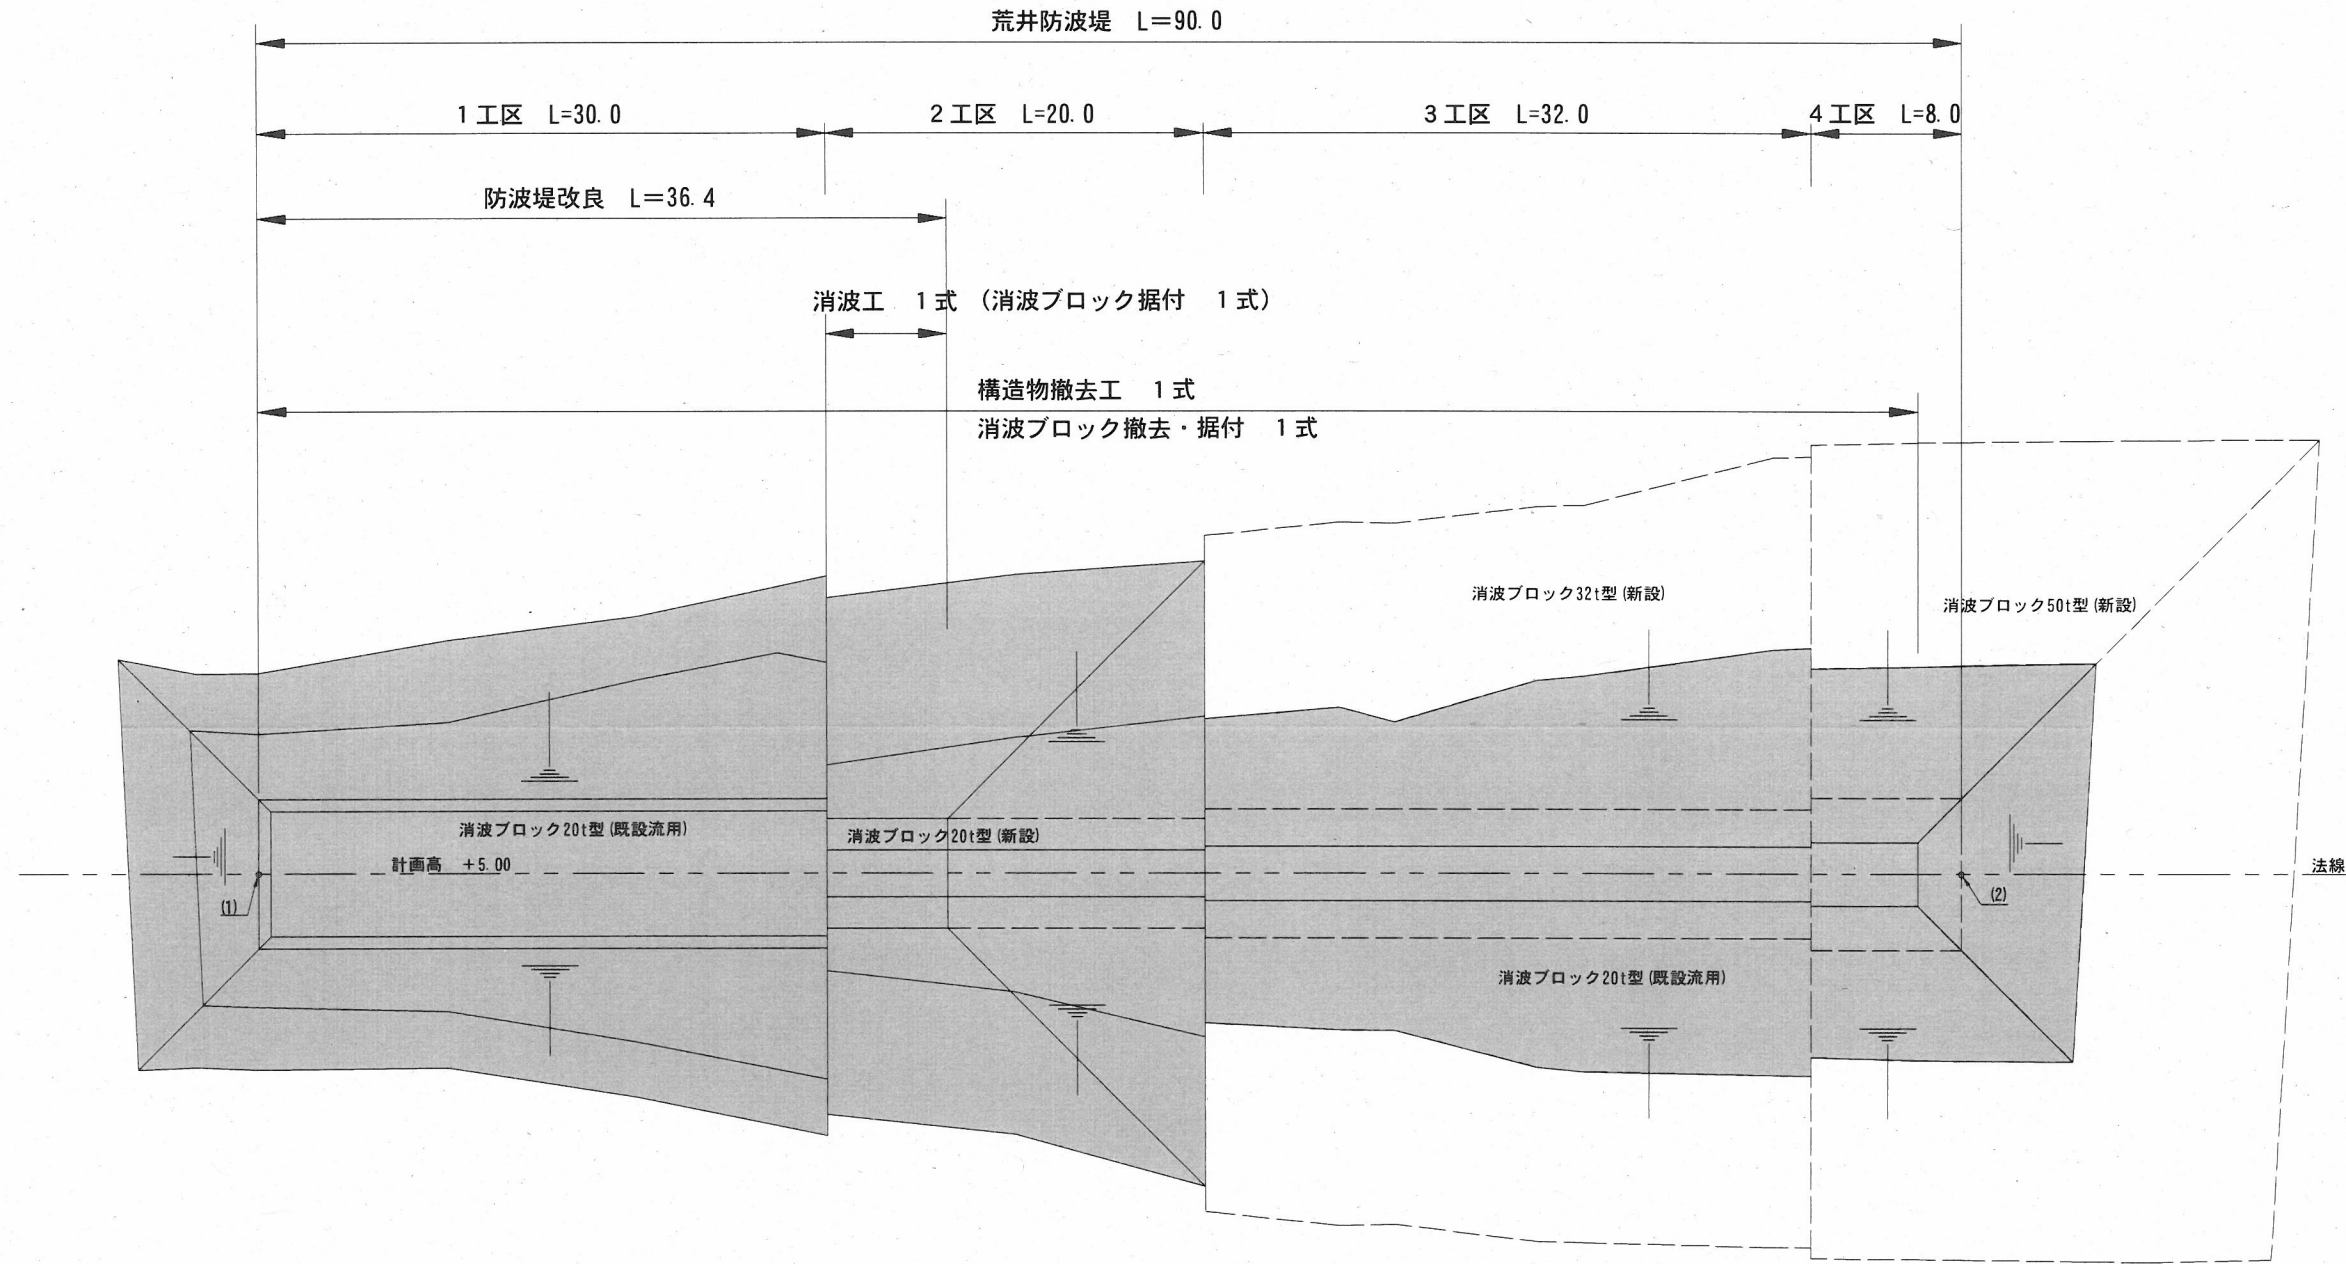 荒井防波堤 L=90.0
1工区 L=30.0
2工区 L=20.0
3工区 L=32.0
4工区 L=8.0
防波堤改良 L=36.4
消波工 1式 (消波ブロック据付 1式)
構造物撤去工 1式
消波ブロック撤去・据付 1式
消波ブロック32t型(新設)
消波ブロック50t型(新設)
消波ブロック20t型(既設流用)
消波ブロック20t型(新設)
計画高 +5.00
法線
(1)
(2)
消波ブロック20t型(既設流用)